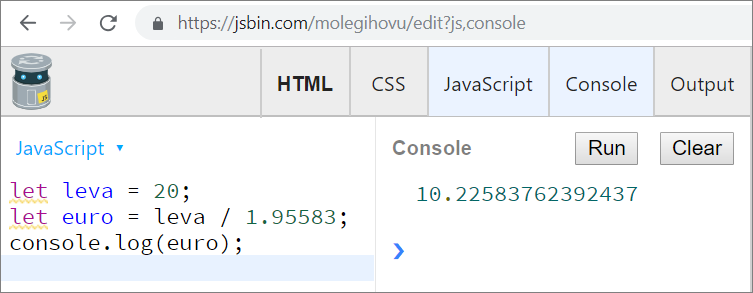 https://jsbin.com/molegihovu/edit?js,console
JS
HTML CSS JavaScript Console Output
JavaScript
Console Run Clear
let leva = 20;
let euro = leva / 1.95583;
console.log(euro);
10.22583762392437